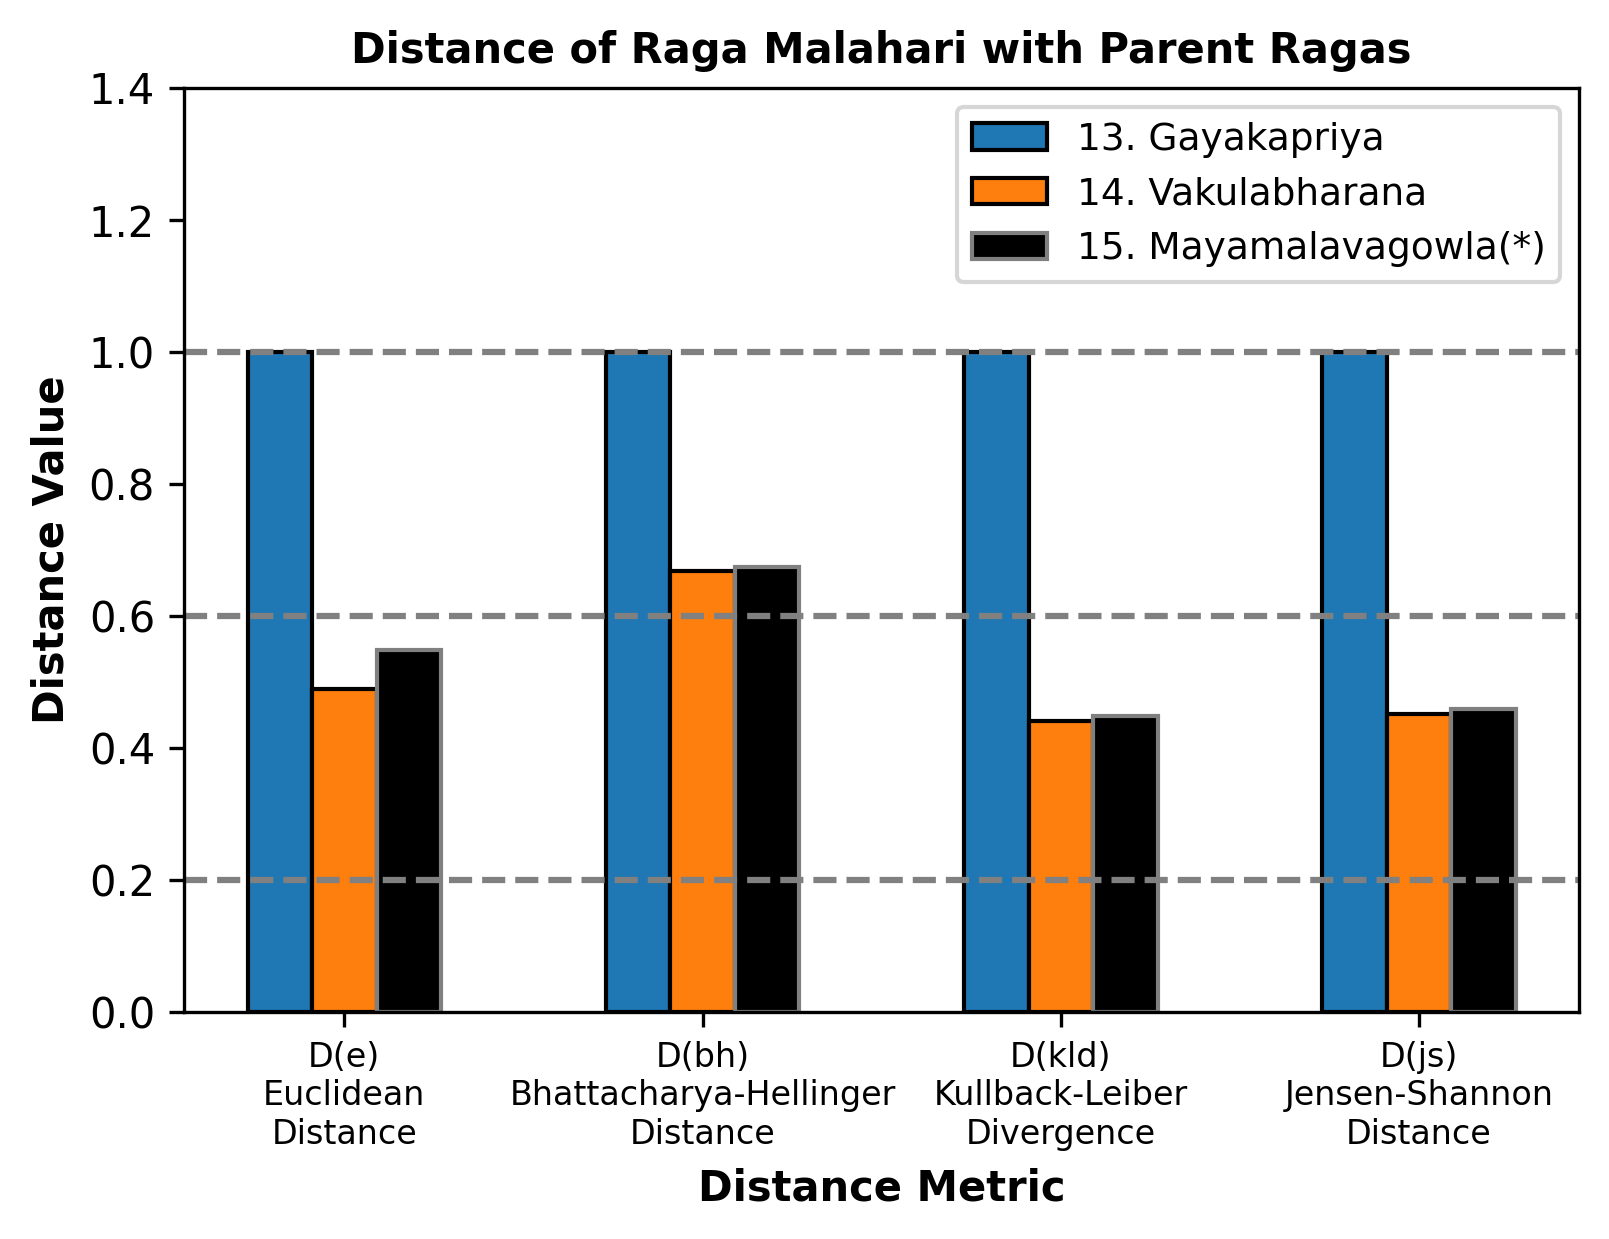 Distance of Raga Malahari with Parent Ragas
13. Gayakapriya
14. Vakulabharana
15. Mayamalavagowla(*)
Distance Value
1.4
1.2
1.0
0.8
0.6
0.4
0.2
0.0
D(e)
Euclidean
Distance
D(bh)
Bhattacharya-Hellinger
Distance
D(kld)
Kullback-Leiber
Divergence
D(js)
Jensen-Shannon
Distance
Distance Metric